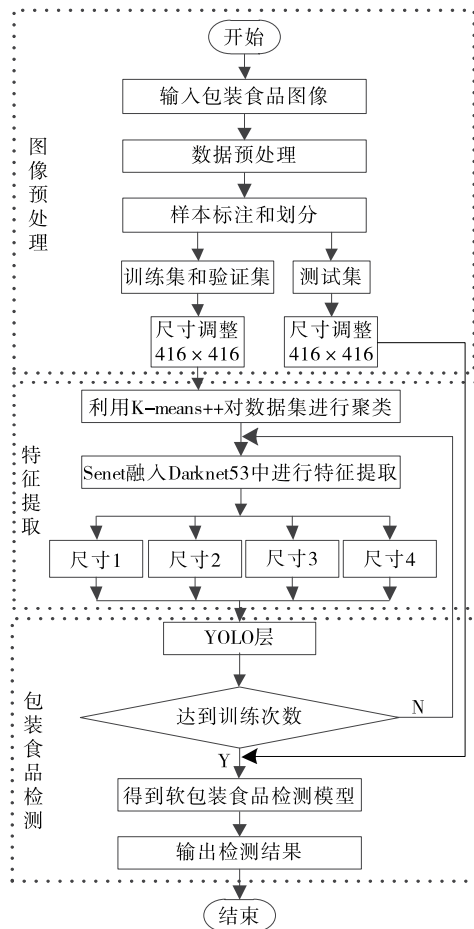 开始
输入包装食品图像
数据预处理
样本标注和划分
训练集和验证集
测试集
尺寸调整
416×416
尺寸调整
416×416
图像预处理
利用K-means++对数据集进行聚类
Senet融入Darknet53中进行特征提取
尺寸1
尺寸2
尺寸3
尺寸4
特征提取
YOLO层
达到训练次数
N
Y
得到软包装食品检测模型
输出检测结果
包装食品检测
结束